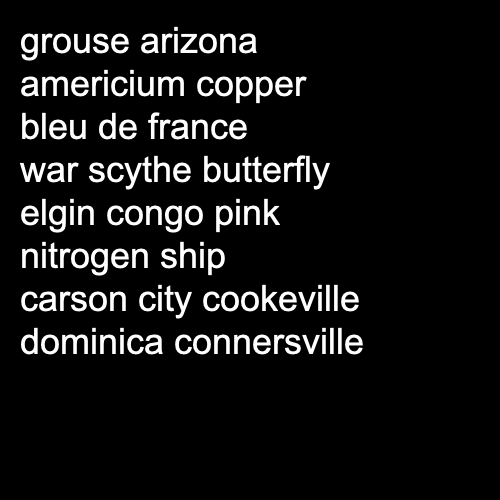 grouse arizona
americium copper
bleu de france
war scythe butterfly
elgin congo pink
nitrogen ship
carson city cookeville
dominica connersville